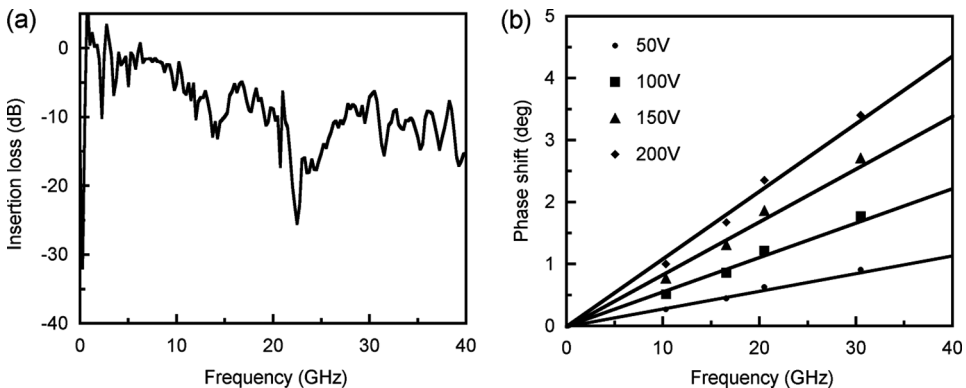 (a)
Insertion loss (dB)
0
-10
-20
-30
-40
0 10 20 30 40
Frequency (GHz)
(b)
Phase shift (deg)
5
4
3
2
1
0
50V
100V
150V
200V
0 10 20 30 40
Frequency (GHz)